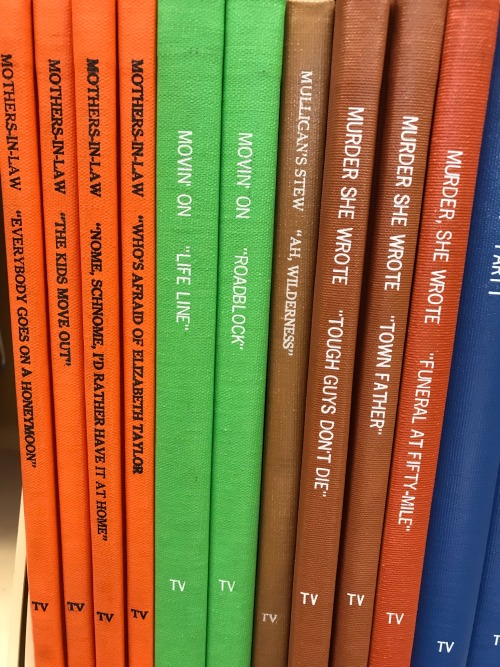 MOTHERS-IN-LAW "EVERYBODY GOES ON A HONEYMOON" TV
MOTHERS-IN-LAW "THE KIDS MOVE OUT" TV
MOTHERS-IN-LAW "NOME, SCHNOME, I'D RATHER HAVE IT AT HOME" TV
MOTHERS-IN-LAW "WHO'S AFRAID OF ELIZABETH TAYLOR TV
MOVIN' ON "LIFE LINE" TV
MOVIN' ON "ROADBLOCK" TV
MULLIGAN'S STEW "AH, WILDERNESS" TV
MURDER SHE WROTE "TOUGH GUYS DON'T DIE" TV
MURDER SHE WROTE "TOWN FATHER" TV
MURDER, SHE WROTE "FUNERAL AT FIFTY-MILE" TV
TV